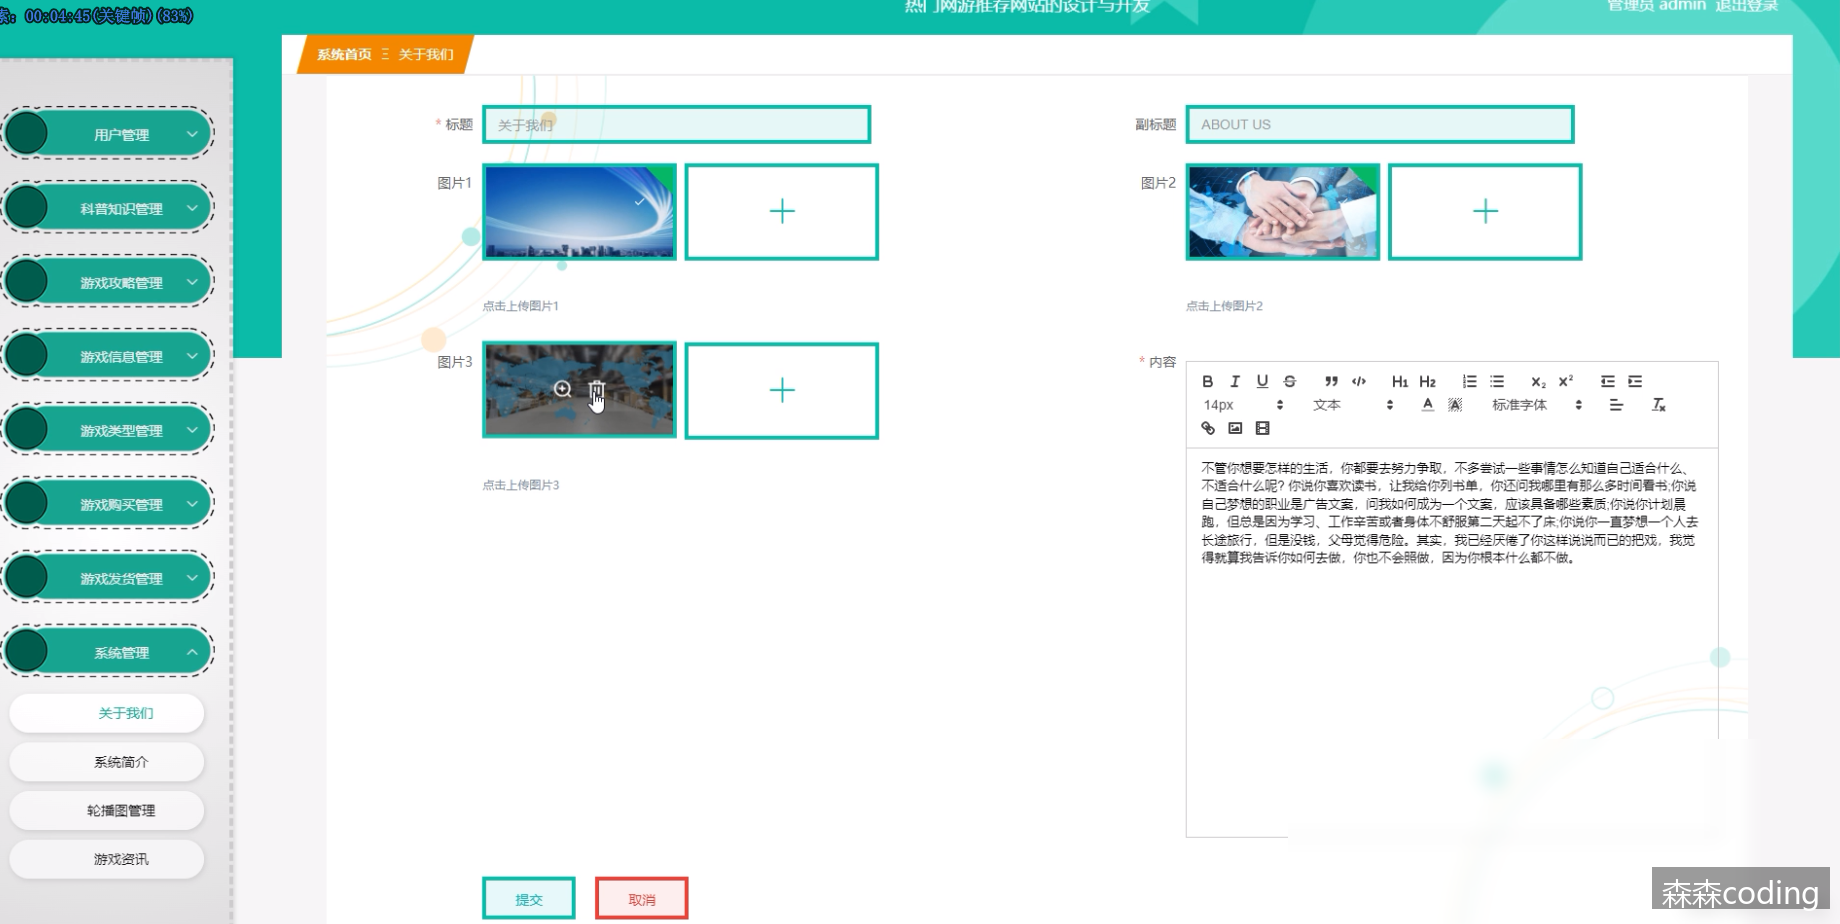 索：00:04:45(关键帧)(83%)
热门网游推荐网站的设计与开发
管理员 admin 退出登录
系统首页 Ξ 关于我们
用户管理
科普知识管理
游戏攻略管理
游戏信息管理
游戏类型管理
游戏购买管理
游戏发货管理
系统管理
关于我们
系统简介
轮播图管理
游戏资讯
* 标题
关于我们
副标题
ABOUT US
图片1
点击上传图片1
图片2
点击上传图片2
图片3
点击上传图片3
* 内容
B I U S H1 H2 X2 X2
14px 文本 A A 标准字体 Tx
不管你想要怎样的生活，你都要去努力争取，不多尝试一些事情怎么知道自己适合什么、
不适合什么呢? 你说你喜欢读书，让我给你列书单，你还问我哪里有那么多时间看书;你说
自己梦想的职业是广告文案，问我如何成为一个文案，应该具备哪些素质;你说你计划晨
跑，但总是因为学习、工作辛苦或者身体不舒服第二天起不了床;你说你一直梦想一个人去
长途旅行，但是没钱，父母觉得危险。其实，我已经厌倦了你这样说说而已的把戏，我觉
得就算我告诉你如何去做，你也不会照做，因为你根本什么都不做。
提交
取消
森森coding